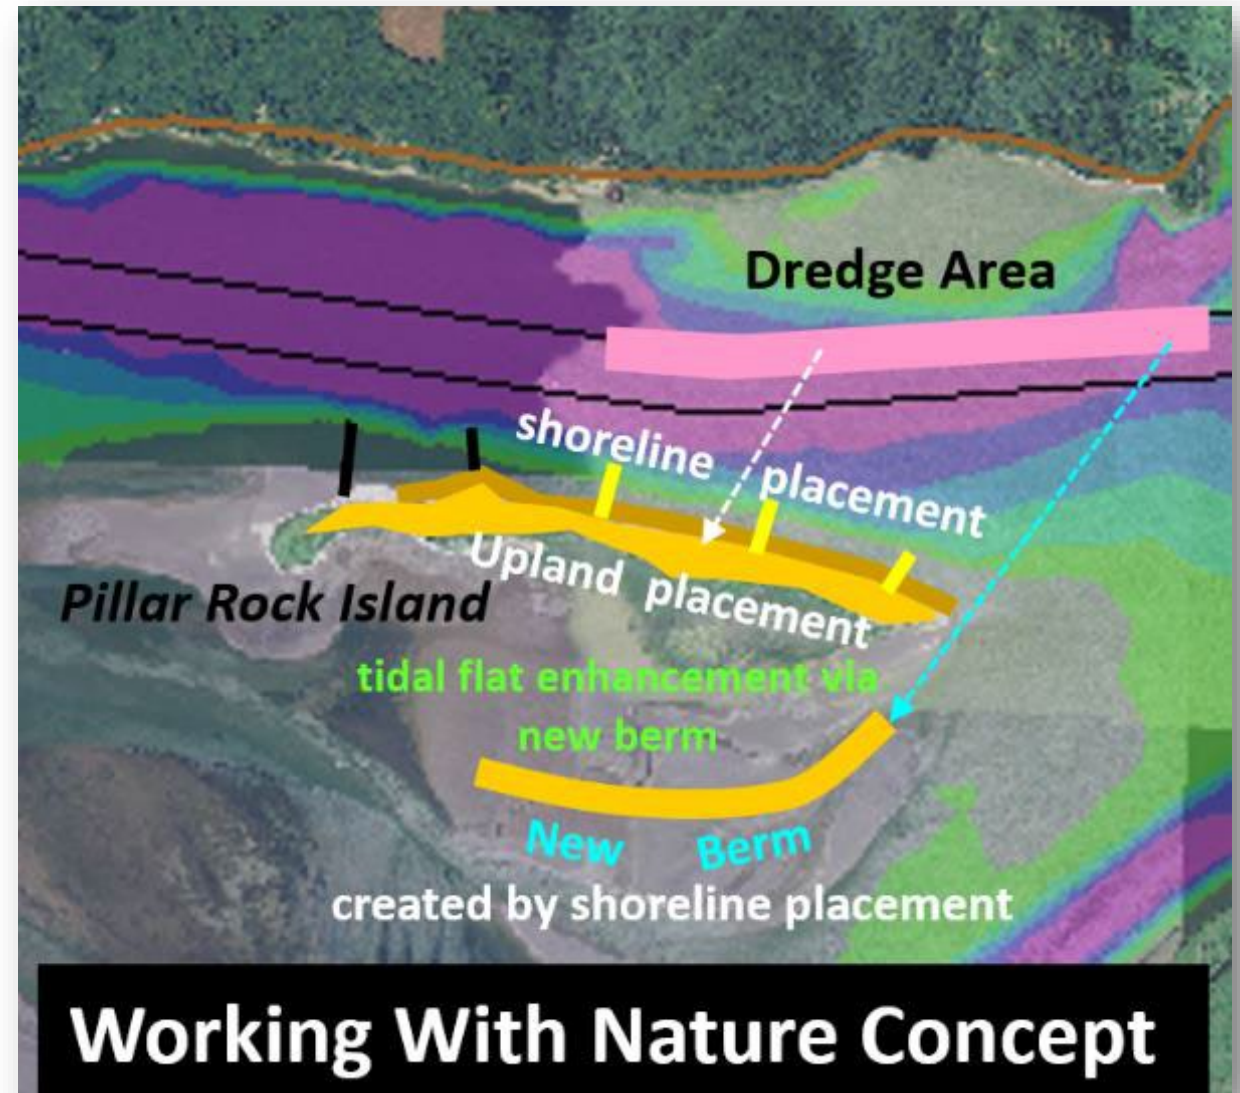 Dredge Area
shoreline placement
Upland placement
Pillar Rock Island
tidal flat enhancement via
new berm
New Berm
created by shoreline placement
Working With Nature Concept